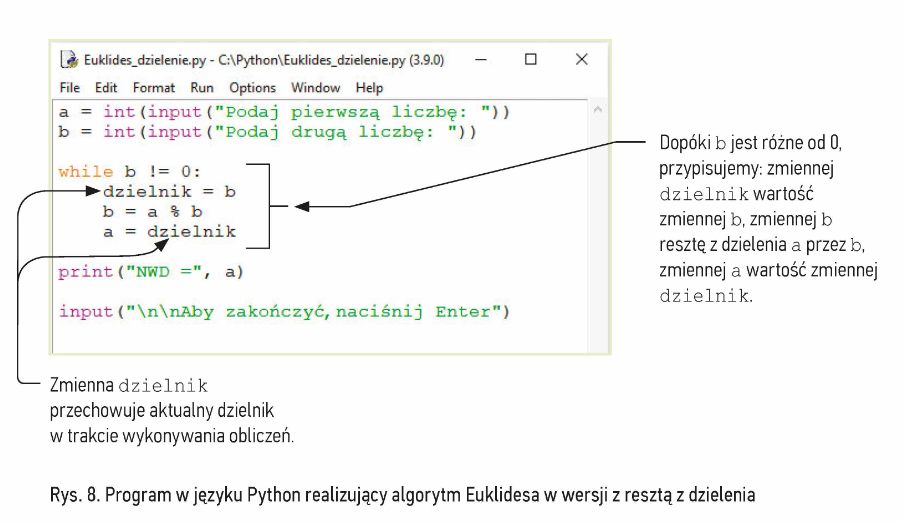 Euklides_dzielenie.py - C:\Python\Euklides_dzielenie.py (3.9.0)
File Edit Format Run Options Window Help
a = int(input("Podaj pierwszą liczbę: "))
b = int(input("Podaj drugą liczbę: "))
while b != 0:
    dzielnik = b
    b = a % b
    a = dzielnik
print("NWD =", a)
input("\n\nAby zakończyć, naciśnij Enter")
Dopóki b jest różne od 0,
przypisujemy: zmiennej
dzielnik wartość
zmiennej b, zmiennej b
resztę z dzielenia a przez b,
zmiennej a wartość zmiennej
dzielnik.
Zmienna dzielnik
przechowuje aktualny dzielnik
w trakcie wykonywania obliczeń.
Rys. 8. Program w języku Python realizujący algorytm Euklidesa w wersji z resztą z dzielenia